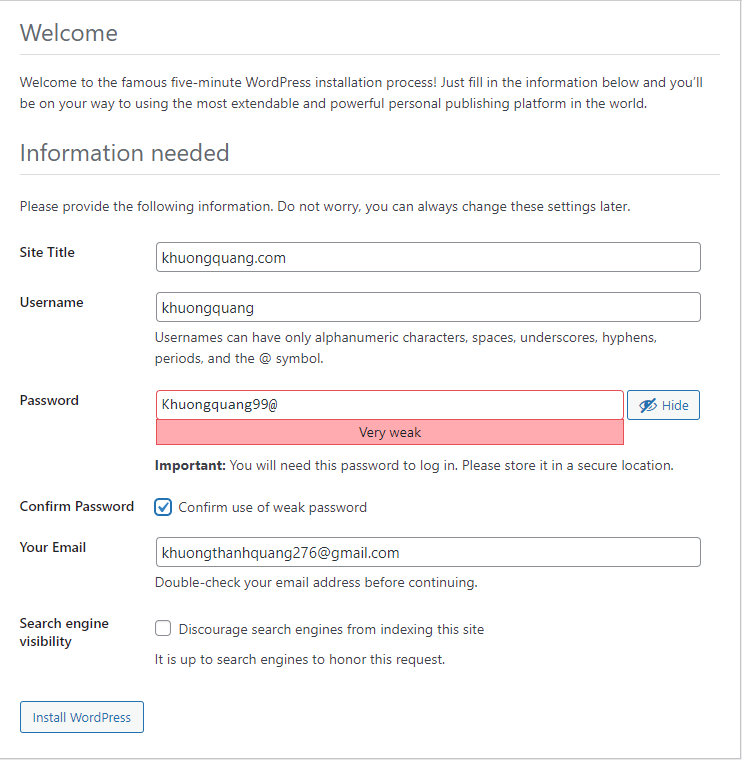 Welcome
Welcome to the famous five-minute WordPress installation process! Just fill in the information below and you’ll
be on your way to using the most extendable and powerful personal publishing platform in the world.
Information needed
Please provide the following information. Do not worry, you can always change these settings later.
Site Title
khuongquang.com
Username
khuongquang
Usernames can have only alphanumeric characters, spaces, underscores, hyphens,
periods, and the @ symbol.
Password
Khuongquang99@
Hide
Very weak
Important: You will need this password to log in. Please store it in a secure location.
Confirm Password
Confirm use of weak password
Your Email
khuongthanhquang276@gmail.com
Double-check your email address before continuing.
Search engine
visibility
Discourage search engines from indexing this site
It is up to search engines to honor this request.
Install WordPress